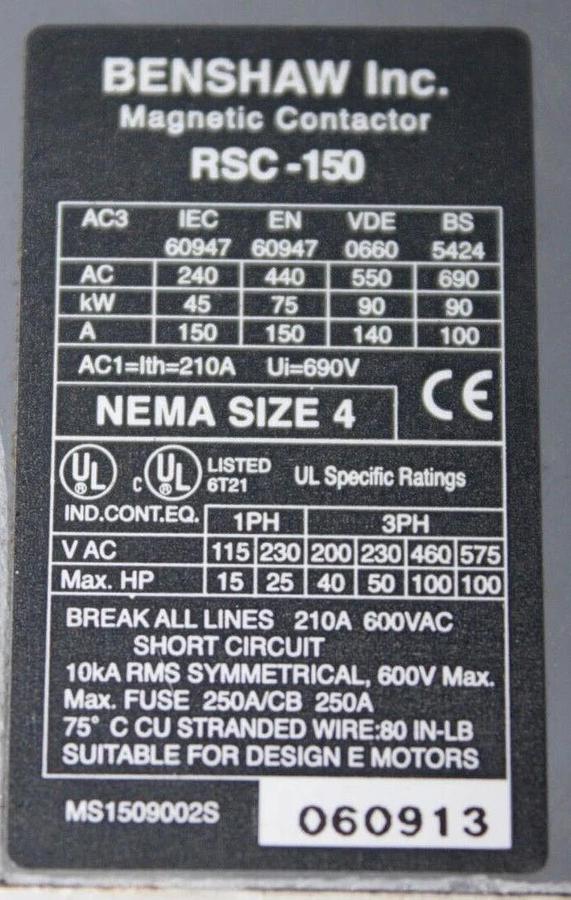 BENSHAW Inc.
Magnetic Contactor
RSC-150
AC3 IEC EN VDE BS
60947 60947 0660 5424
AC 240 440 550 690
kW 45 75 90 90
A 150 150 140 100
AC1=Ith=210A Ui=690V
CE
NEMA SIZE 4
UL ® C UL ® LISTED 6T21 UL Specific Ratings
IND.CONT.EQ. 1PH 3PH
V AC 115 230 200 230 460 575
Max. HP 15 25 40 50 100 100
BREAK ALL LINES 210A 600VAC
SHORT CIRCUIT
10kA RMS SYMMETRICAL, 600V Max.
Max. FUSE 250A/CB 250A
75° C CU STRANDED WIRE:80 IN-LB
SUITABLE FOR DESIGN E MOTORS
MS1509002S 060913